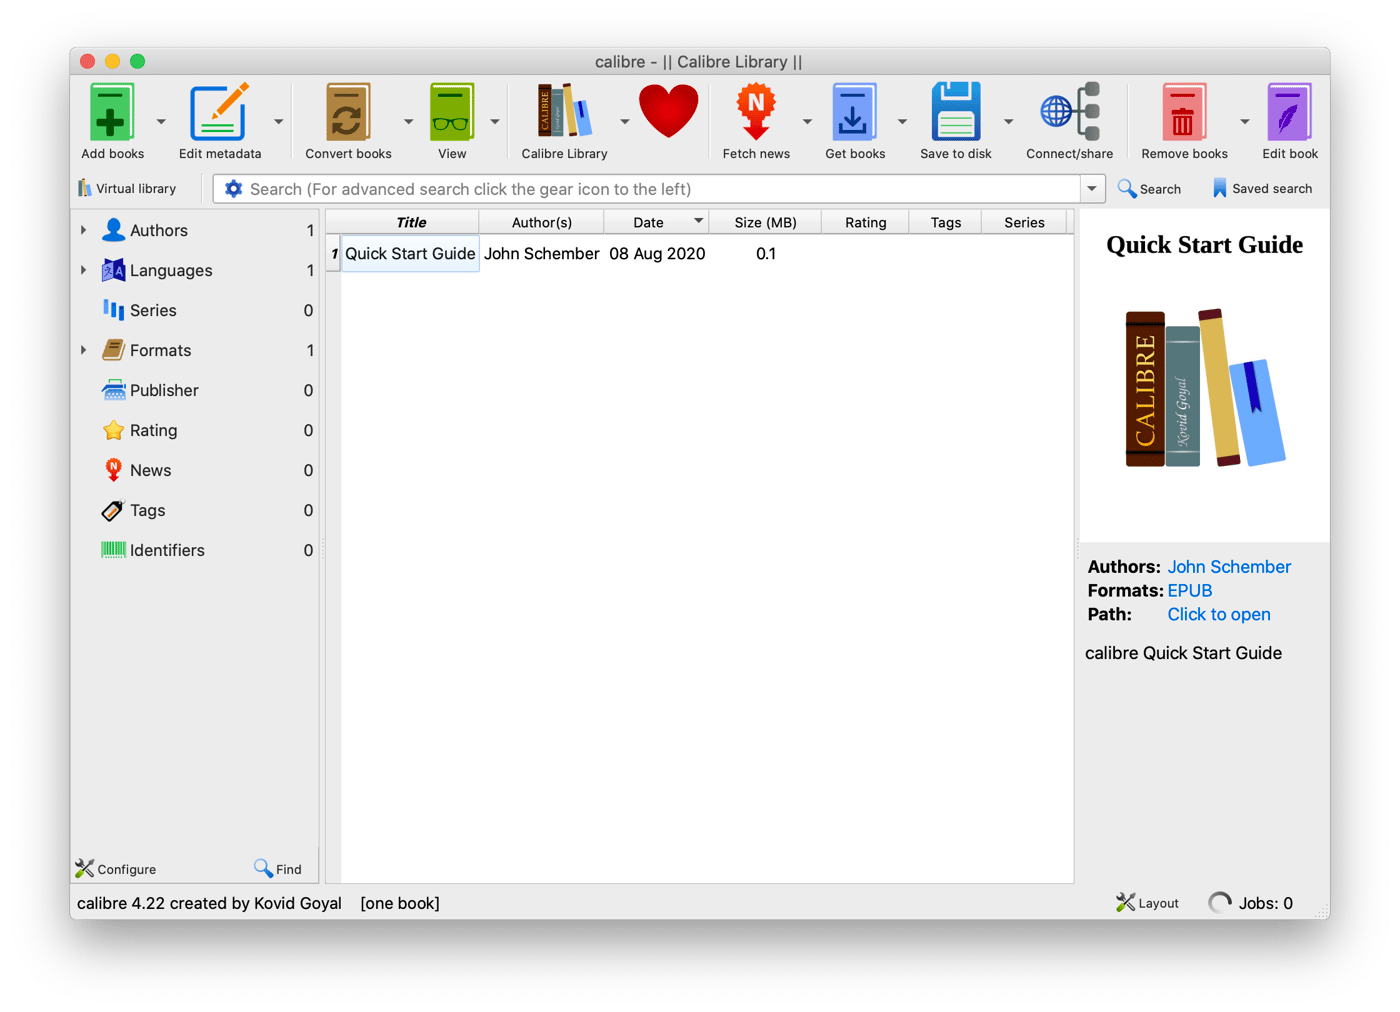 calibre - || Calibre Library ||
Add books
Edit metadata
Convert books
View
CALIBRE
Calibre Library
N
Fetch news
Get books
Save to disk
Connect/share
Remove books
Edit book
Virtual library
Search (For advanced search click the gear icon to the left)
Search
Saved search
Authors 1
Languages 1
Series 0
Formats 1
Publisher 0
Rating 0
N News 0
Tags 0
Identifiers 0
Configure
Find
Title Author(s) Date Size (MB) Rating Tags Series
1 Quick Start Guide John Schember 08 Aug 2020 0.1
Quick Start Guide
CALIBRE
Kovid Goyal
Authors: John Schember
Formats: EPUB
Path: Click to open
calibre Quick Start Guide
calibre 4.22 created by Kovid Goyal [one book]
Layout
Jobs: 0